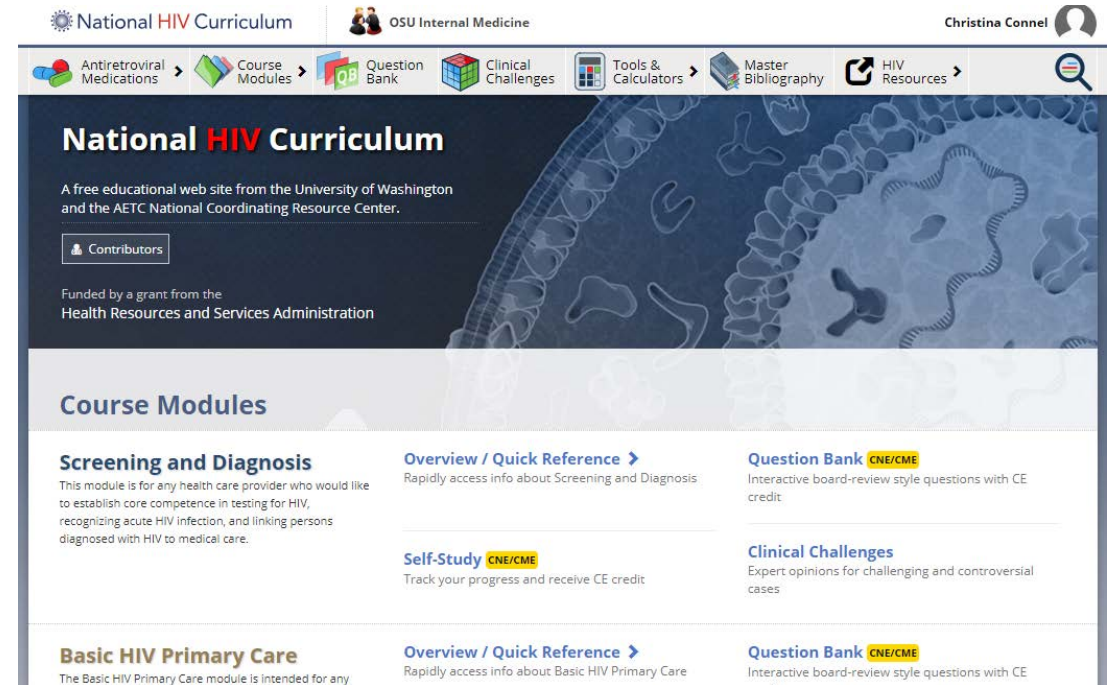 National HIV Curriculum
OSU Internal Medicine
Christina Connel
Antiretroviral
Medications
Course
Modules
QB
Question
Bank
Clinical
Challenges
Tools &
Calculators
Master
Bibliography
HIV
Resources
National HIV Curriculum
A free educational web site from the University of Washington
and the AETC National Coordinating Resource Center.
Contributors
Funded by a grant from the
Health Resources and Services Administration
Course Modules
Screening and Diagnosis
This module is for any health care provider who would like
to establish core competence in testing for HIV,
recognizing acute HIV infection, and linking persons
diagnosed with HIV to medical care.
Overview / Quick Reference
Rapidly access info about Screening and Diagnosis
Question Bank CNE/CME
Interactive board-review style questions with CE
credit
Self-Study CNE/CME
Track your progress and receive CE credit
Clinical Challenges
Expert opinions for challenging and controversial
cases
Basic HIV Primary Care
The Basic HIV Primary Care module is intended for any
Overview / Quick Reference
Rapidly access info about Basic HIV Primary Care
Question Bank CNE/CME
Interactive board-review style questions with CE